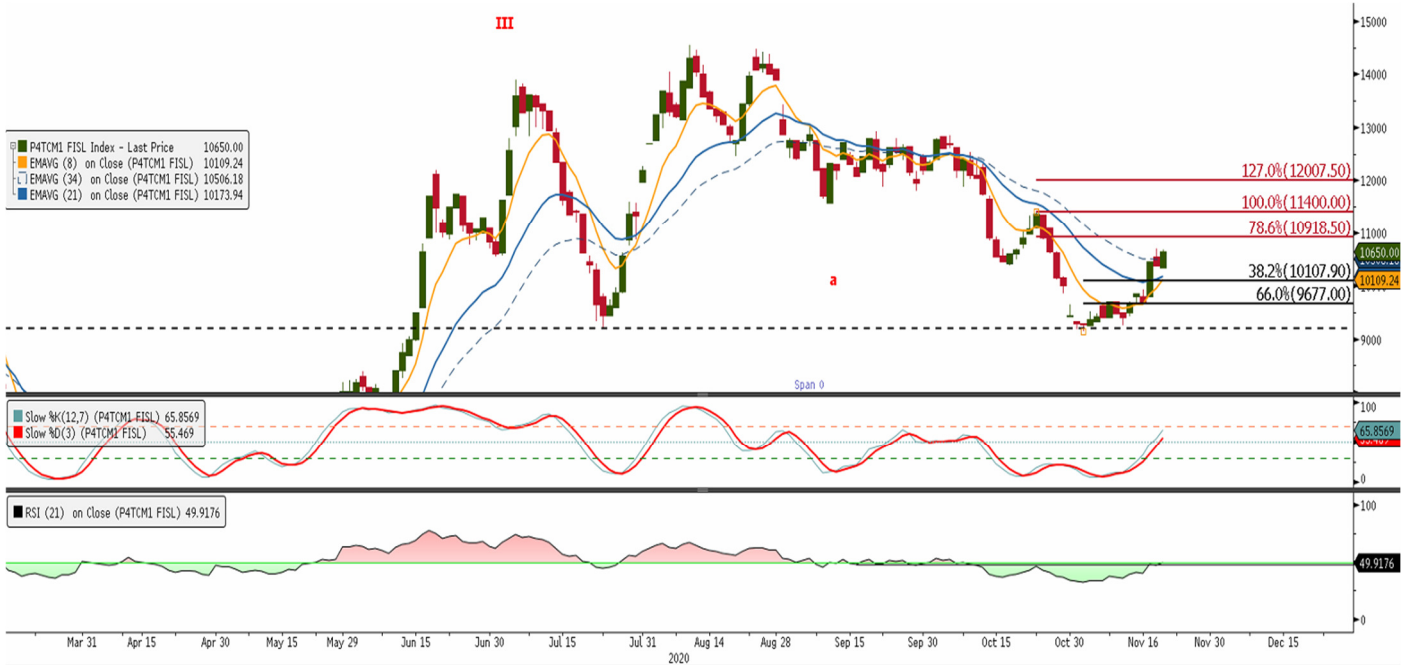 III
15000
14000
13000
12000
11000
9000
P4TCM1 FISL Index - Last Price 10650.00
EMAVG (8) on Close (P4TCM1 FISL) 10109.24
EMAVG (34) on Close (P4TCM1 FISL) 10506.18
EMAVG (21) on Close (P4TCM1 FISL) 10173.94
127.0%(12007.50)
100.0%(11400.00)
78.6%(10918.50)
10650.00
38.2%(10107.90)
10109.24
66.0%(9677.00)
a
Span 0
Slow %K(12,7) (P4TCM1 FISL) 65.8569
Slow %D(3) (P4TCM1 FISL) 55.469
100
65.8569
0
RSI (21) on Close (P4TCM1 FISL) 49.9176
100
49.9176
0
Mar 31 Apr 15 Apr 30 May 29 Jun 15 Jun 30 Jul 15 Jul 31 Aug 14 Aug 28 Sep 15 Sep 30 Oct 15 Oct 30 Nov 16 Nov 30 Dec 15
2020